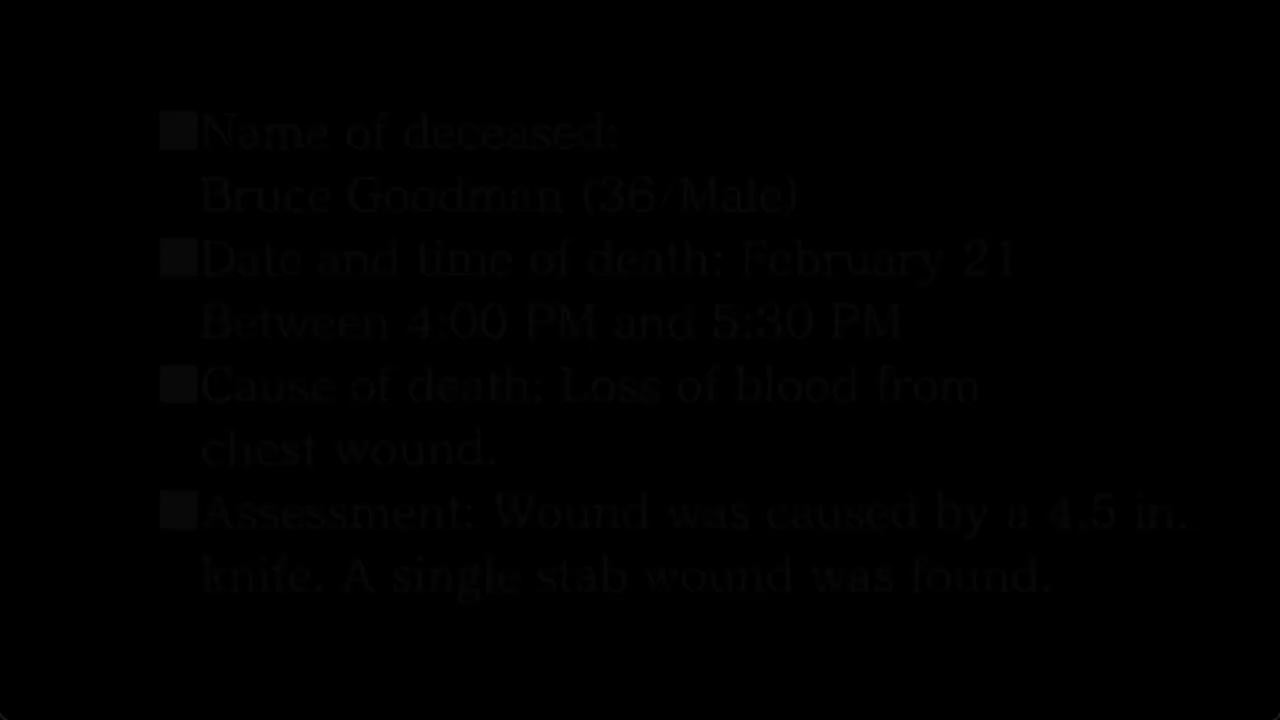 ■Name of deceased:
Bruce Goodman (36/Male)
■Date and time of death: February 21
Between 4:00 PM and 5:30 PM
■Cause of death: Loss of blood from
chest wound.
■Assessment: Wound was caused by a 4.5 in.
knife. A single stab wound was found.